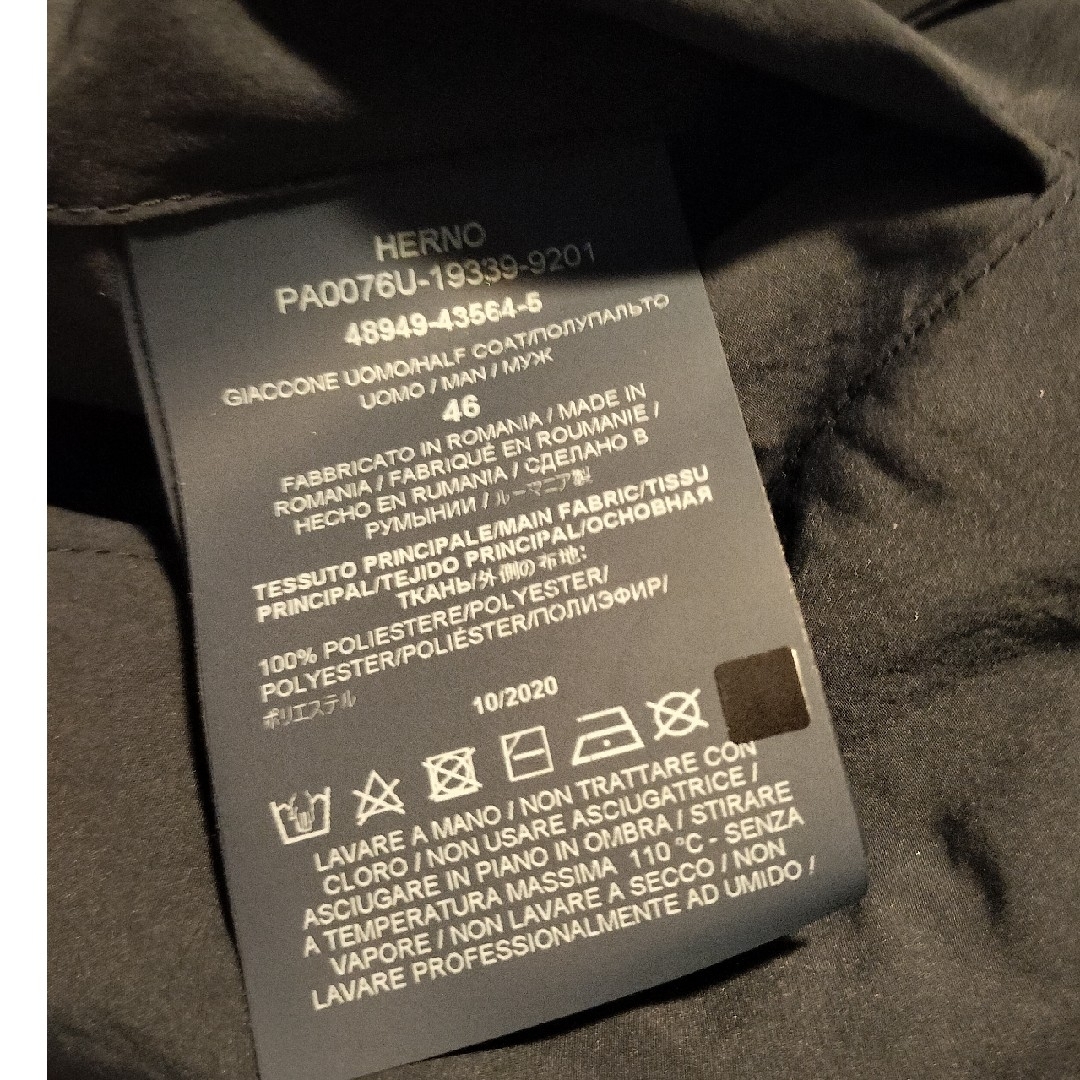 HERNO
PA0076U-19339-9201
48949-43564-5
GIACCONE UOMO/HALF COAT/ПОЛУПАЛЬТО
UOMO / MAN / МУЖ
46
FABBRICATO IN ROMANIA / MADE IN
ROMANIA / FABRIQUÉ EN ROUMANIE /
HECHO EN RUMANIA / СДЕЛАНО В
РУМЫНИИ / ルーマニア製
TESSUTO PRINCIPALE/MAIN FABRIC/TISSU
PRINCIPAL/TEJIDO PRINCIPAL/ОСНОВНАЯ
ТКАНЬ/外側の布地:
100% POLIESTERE/POLYESTER/
POLYESTER/POLIÉSTER/ПОЛИЭФИР/
ポリエステル
10/2020
LAVARE A MANO / NON TRATTARE CON
CLORO / NON USARE ASCIUGATRICE /
ASCIUGARE IN PIANO IN OMBRA / STIRARE
A TEMPERATURA MASSIMA 110 °C - SENZA
VAPORE / NON LAVARE A SECCO / NON
LAVARE PROFESSIONALMENTE AD UMIDO /